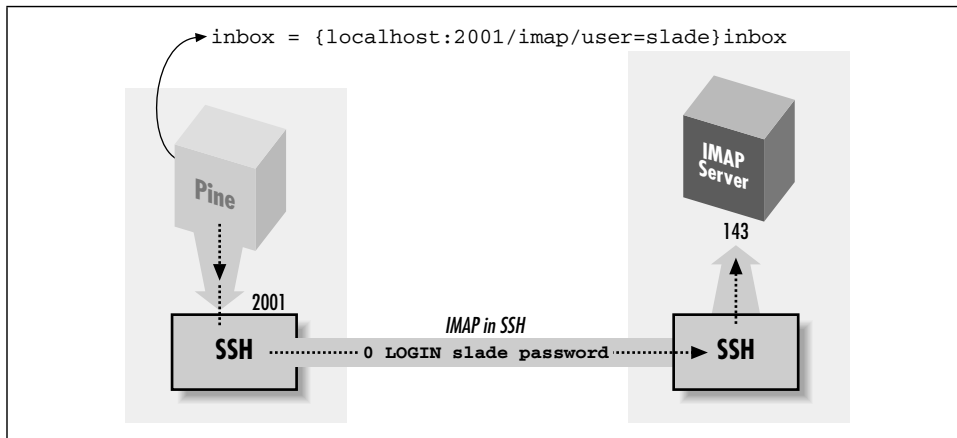 inbox = {localhost:2001/imap/user=slade}inbox
Pine
IMAP
Server
143
2001
IMAP in SSH
SSH
0 LOGIN slade password
SSH